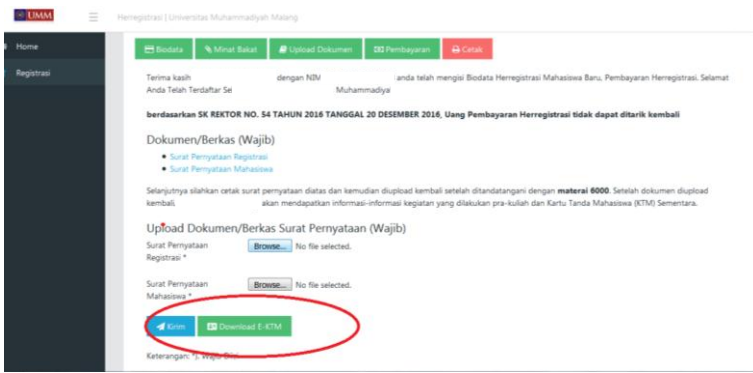 UMM
Herregistrasi | Universitas Muhammadiyah Malang
Home
Registrasi
Biodata Minat Bakat Upload Dokumen Pembayaran Cetak
Terima kasih dengan NIM anda telah mengisi Biodata Herregistrasi Mahasiswa Baru, Pembayaran Herregistrasi. Selamat
Anda Telah Terdaftar Se Muhammadiya
berdasarkan SK REKTOR NO. 54 TAHUN 2016 TANGGAL 20 DESEMBER 2016, Uang Pembayaran Herregistrasi tidak dapat ditarik kembali
Dokumen/Berkas (Wajib)
Surat Pernyataan Registrasi
Surat Pernyataan Mahasiswa
Selanjutnya silahkan cetak surat pernyataan diatas dan kemudian diupload kembali setelah ditandatangani dengan materai 6000. Setelah dokumen diupload
kembali. akan mendapatkan informasi-informasi kegiatan yang dilakukan pra-kuliah dan Kartu Tanda Mahasiswa (KTM) Sementara.
Upload Dokumen/Berkas Surat Pernyataan (Wajib)
Surat Pernyataan Browse... No file selected.
Registrasi *
Surat Pernyataan Browse... No file selected.
Mahasiswa *
Kirim Download E-KTM
Keterangan: *). Wajib Diisi